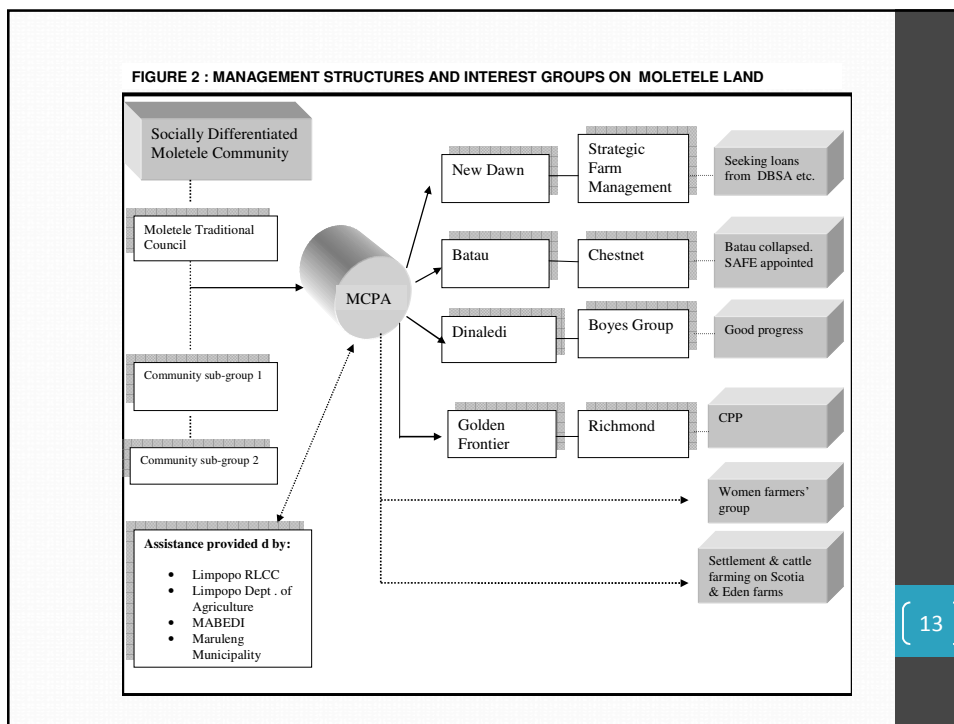 FIGURE 2 : MANAGEMENT STRUCTURES AND INTEREST GROUPS ON MOLETELE LAND
Socially Differentiated
Moletele Community
Moletele Traditional
Council
Community sub-group 1
Community sub-group 2
Assistance provided d by:
• Limpopo RLCC
• Limpopo Dept . of
Agriculture
• MABEDI
• Maruleng
Municipality
MCPA
New Dawn
Strategic
Farm
Management
Seeking loans
from DBSA etc.
Batau
Chestnet
Batau collapsed.
SAFE appointed
Dinaledi
Boyes Group
Good progress
Golden
Frontier
Richmond
CPP
Women farmers'
group
Settlement & cattle
farming on Scotia
& Eden farms
13